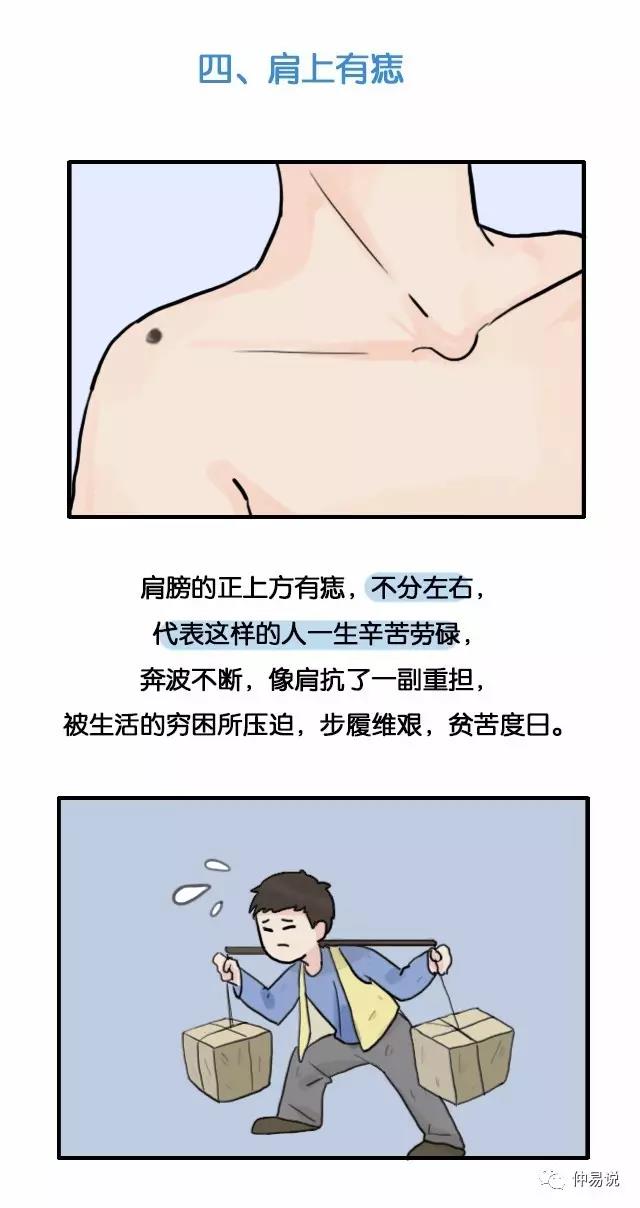 四、肩上有痣
肩膀的正上方有痣，不分左右，
代表这样的人一生辛苦劳碌，
奔波不断，像肩抗了一副重担，
被生活的穷困所压迫，步履维艰，贫苦度日。
仲易说